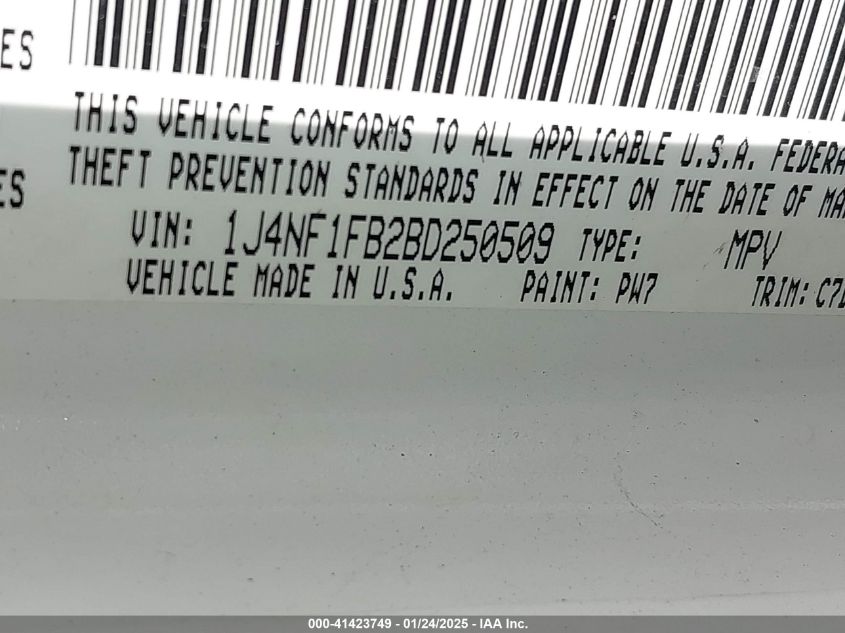 ES
THIS VEHICLE CONFORMS TO ALL APPLICABLE U.S.A. FEDERA
THEFT PREVENTION STANDARDS IN EFFECT ON THE DATE OF MA
ES
VIN: 1J4NF1FB2BD250509 TYPE: MPV
VEHICLE MADE IN U.S.A. PAINT: PW7 TRIM: C7
000-41423749 - 01/24/2025 - IAA Inc.